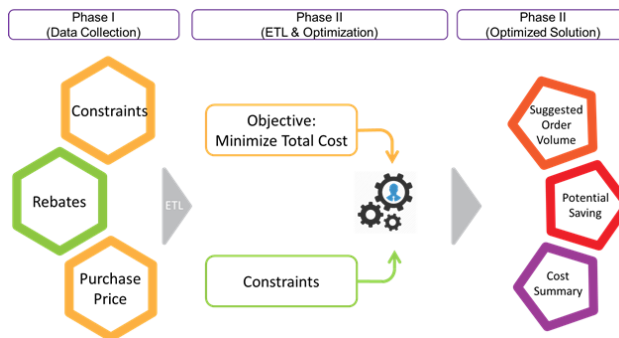 Phase I
(Data Collection)
Phase II
(ETL & Optimization)
Phase II
(Optimized Solution)
Constraints
Rebates
Purchase
Price
ETL
Objective:
Minimize Total Cost
Constraints
Suggested
Order
Volume
Potential
Saving
Cost
Summary